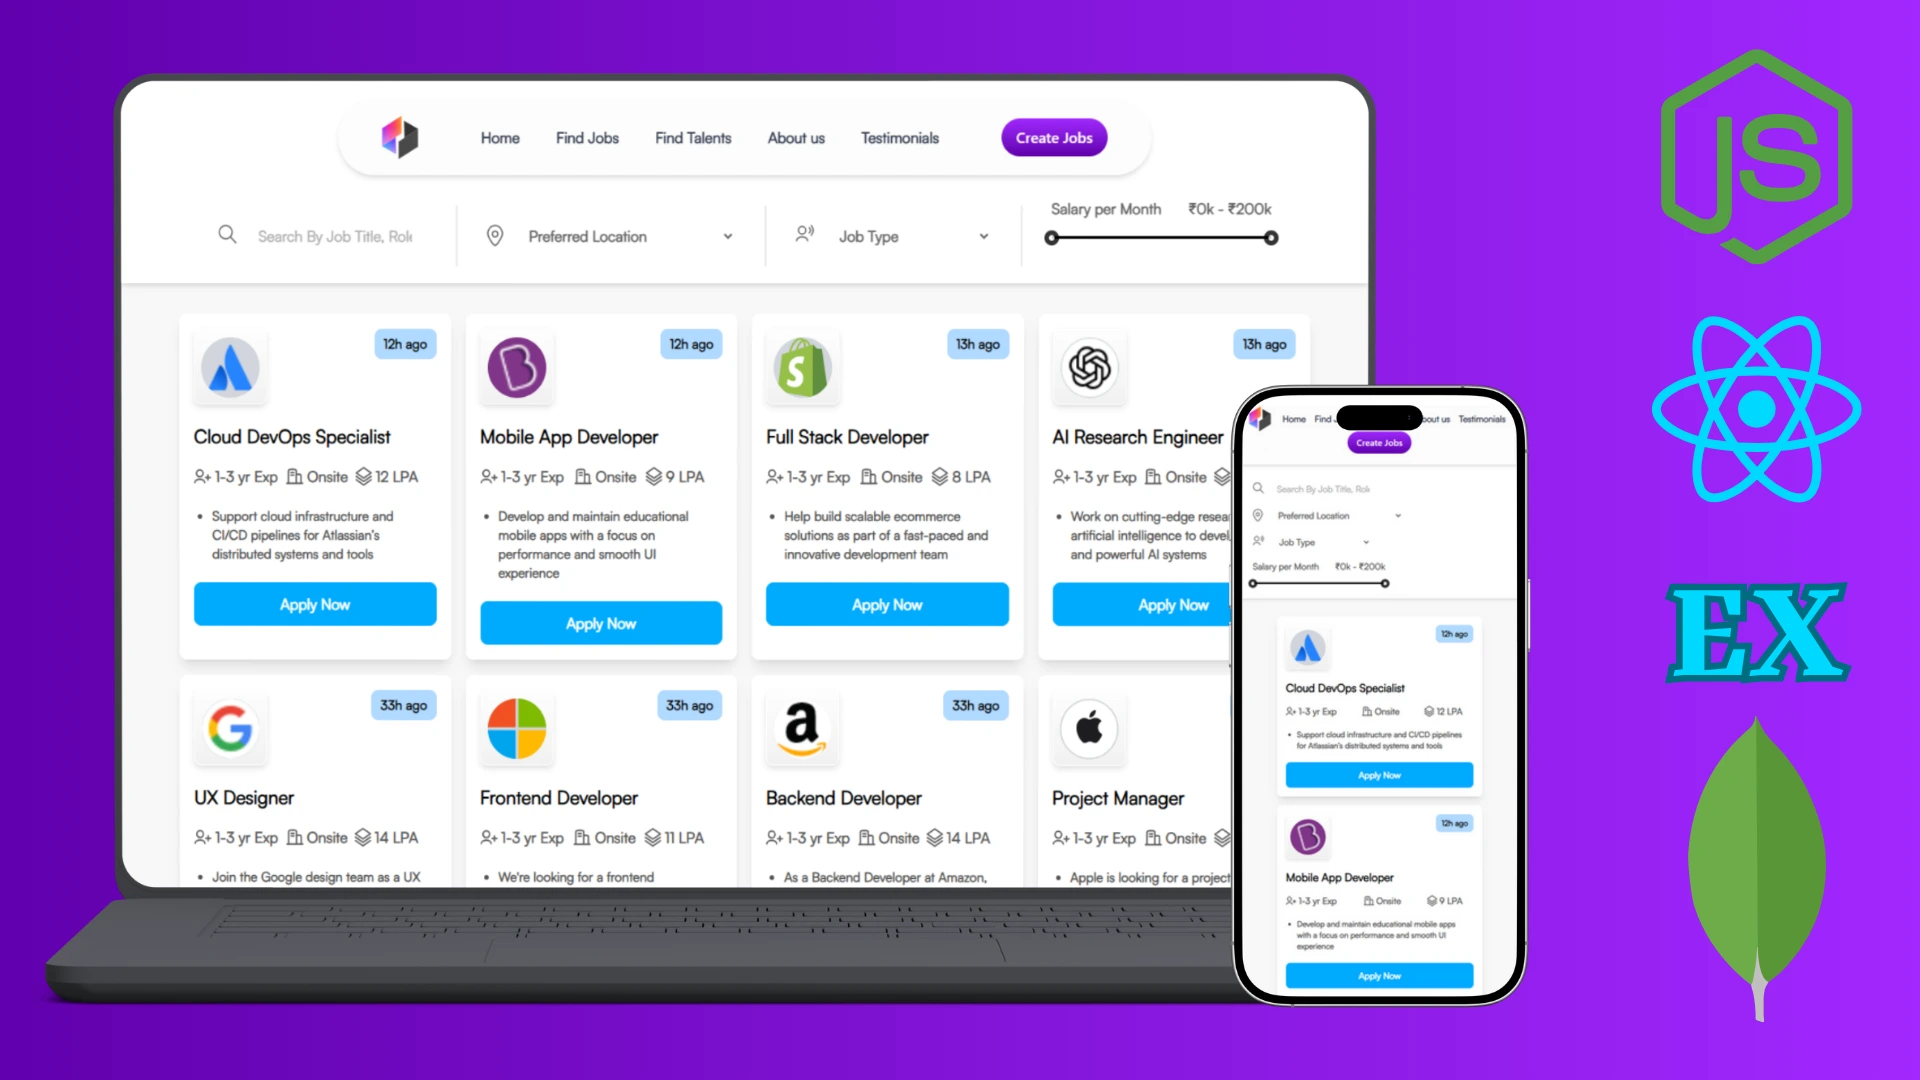 Home Find Jobs Find Talents About us Testimonials Create Jobs
Search By Job Title, Role
Preferred Location
Job Type
Salary per Month ₹0k - ₹200k
12h ago
Cloud DevOps Specialist
1-3 yr Exp Onsite 12 LPA
• Support cloud infrastructure and
CI/CD pipelines for Atlassian's
distributed systems and tools
Apply Now
12h ago
Mobile App Developer
1-3 yr Exp Onsite 9 LPA
• Develop and maintain educational
mobile apps with a focus on
performance and smooth UI
experience
Apply Now
13h ago
Full Stack Developer
1-3 yr Exp Onsite 8 LPA
• Help build scalable ecommerce
solutions as part of a fast-paced and
innovative development team
Apply Now
13h ago
AI Research Engineer
1-3 yr Exp Onsite
• Work on cutting-edge
artificial intelligence to
and powerful AI systems
Apply Now
33h ago
UX Designer
1-3 yr Exp Onsite 14 LPA
• Join the Google design team as a UX
33h ago
Frontend Developer
1-3 yr Exp Onsite 11 LPA
• We're looking for a frontend
33h ago
Backend Developer
1-3 yr Exp Onsite 14 LPA
• As a Backend Developer at Amazon,
Project Manager
1-3 yr Exp Onsite
• Apple is looking for a project
Home Find us Testimonials
Create Jobs
Search By Job Title, Role
Preferred Location
Job Type
Salary per Month ₹0k - ₹200k
12h ago
Cloud DevOps Specialist
1-3 yr Exp Onsite 12 LPA
• Support cloud infrastructure and CI/CD pipelines
for Atlassian's distributed systems and tools
Apply Now
12h ago
Mobile App Developer
1-3 yr Exp Onsite 9 LPA
• Develop and maintain educational mobile apps
with a focus on performance and smooth UI
experience
Apply Now
JS
EX